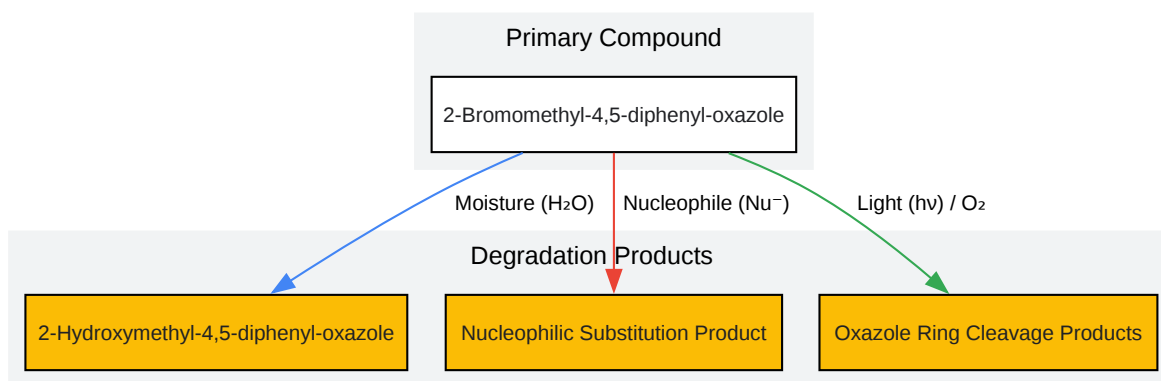 Primary Compound
2-Bromomethyl-4,5-diphenyl-oxazole
Moisture (H₂O)
Nucleophile (Nu⁻)
Light (hν) / O₂
Degradation Products
2-Hydroxymethyl-4,5-diphenyl-oxazole
Nucleophilic Substitution Product
Oxazole Ring Cleavage Products